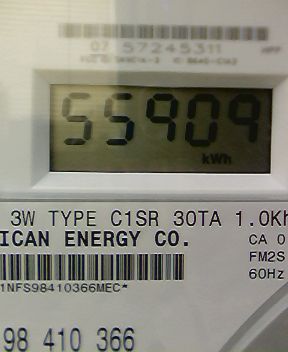 07 57245311
55909
kWh
3W TYPE C1SR 30TA 1.0Kh
ICAN ENERGY CO.
CA 0
FM2S
60Hz
1NFS98410366MEC*
98 410 366